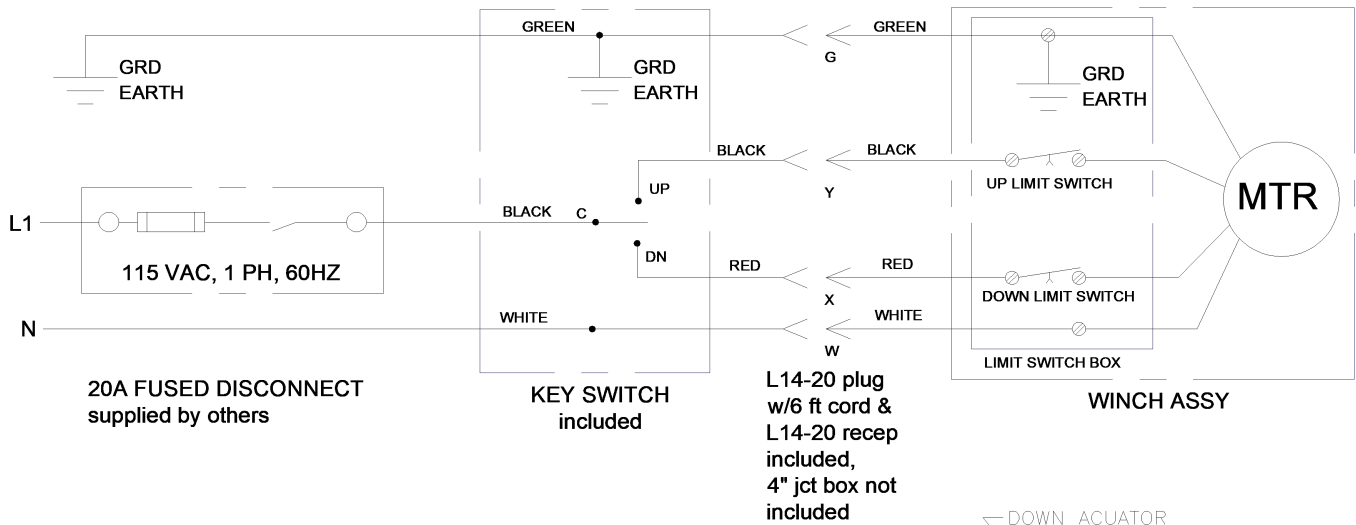 GREEN
GREEN
G
GRD
EARTH
GRD
EARTH
GRD
EARTH
BLACK
BLACK
UP
Y
UP LIMIT SWITCH
MTR
L1
BLACK
C
115 VAC, 1 PH, 60HZ
DN
RED
RED
X
DOWN LIMIT SWITCH
N
WHITE
WHITE
W
LIMIT SWITCH BOX
20A FUSED DISCONNECT
supplied by others
KEY SWITCH
included
L14-20 plug
w/6 ft cord &
L14-20 recep
included,
4" jct box not
included
WINCH ASSY
DOWN ACUATOR